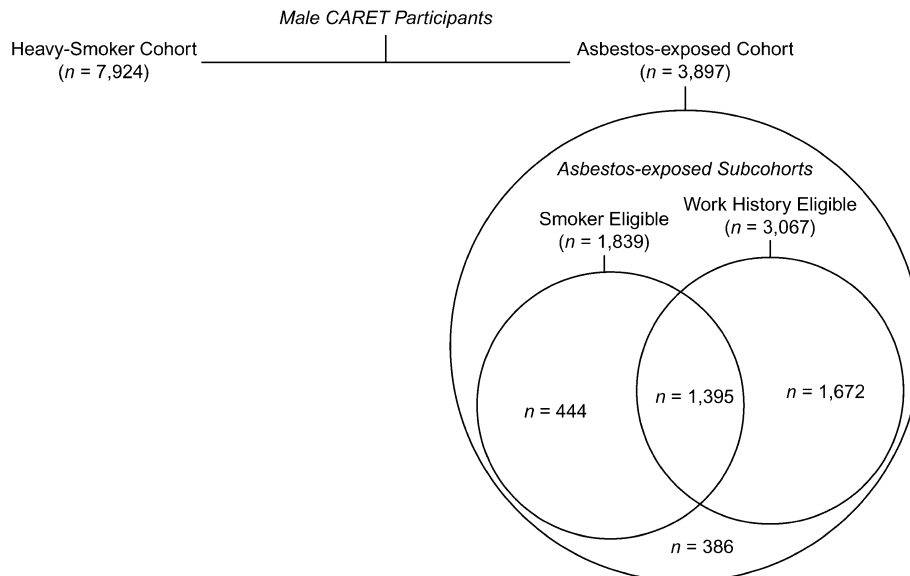 Male CARET Participants
Heavy-Smoker Cohort
(n = 7,924)
Asbestos-exposed Cohort
(n = 3,897)
Asbestos-exposed Subcohorts
Smoker Eligible
(n = 1,839)
Work History Eligible
(n = 3,067)
n = 444
n = 1,395
n = 1,672
n = 386